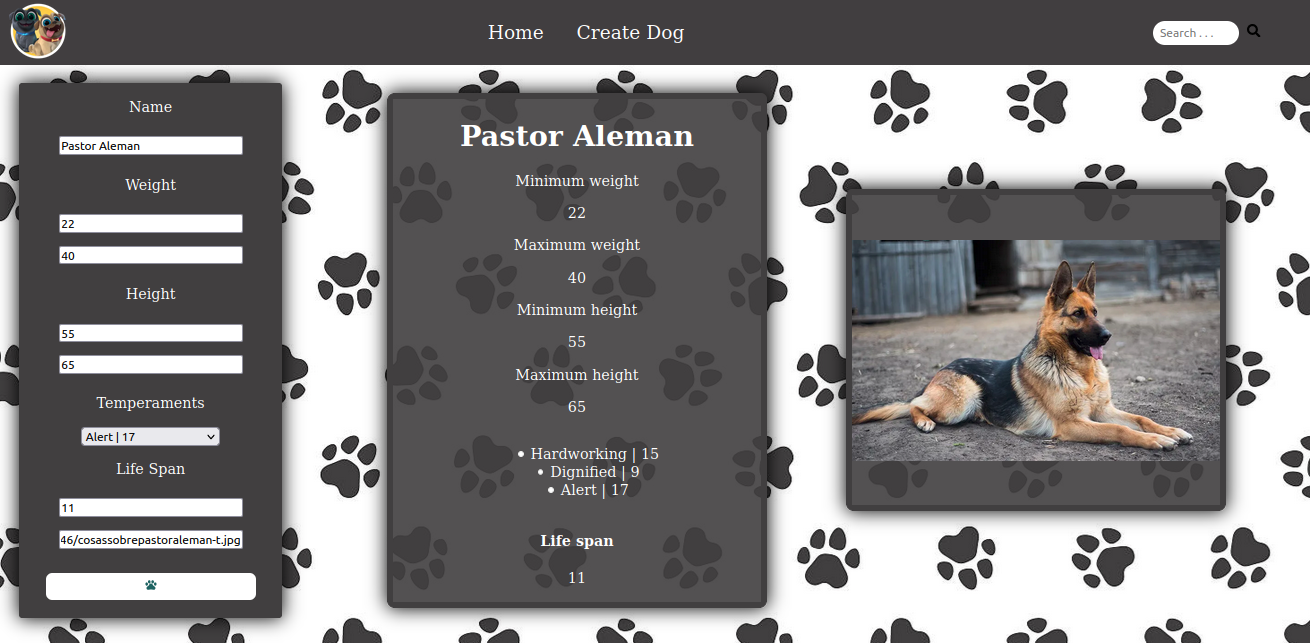 Home
Create Dog
Search . . .
Name
Pastor Aleman
Weight
22
40
Height
55
65
Temperaments
Alert | 17
Life Span
11
46/cosassobrepastoraleman-t.jpg
Pastor Aleman
Minimum weight
22
Maximum weight
40
Minimum height
55
Maximum height
65
• Hardworking | 15
• Dignified | 9
• Alert | 17
Life span
11